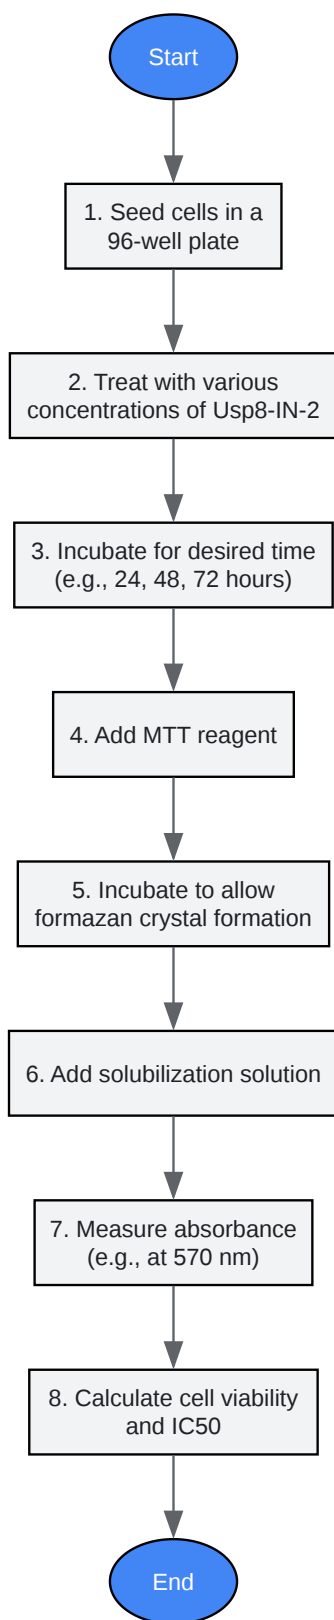 Start
1. Seed cells in a
96-well plate
2. Treat with various
concentrations of Usp8-IN-2
3. Incubate for desired time
(e.g., 24, 48, 72 hours)
4. Add MTT reagent
5. Incubate to allow
formazan crystal formation
6. Add solubilization solution
7. Measure absorbance
(e.g., at 570 nm)
8. Calculate cell viability
and IC50
End